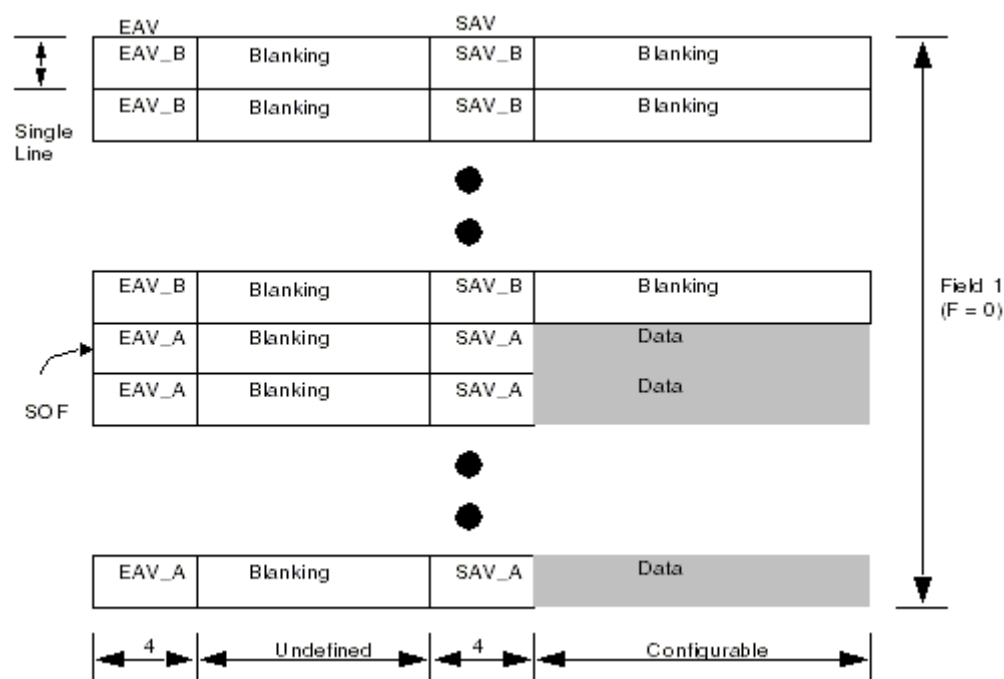 EAV SAV
EAV_B Blanking SAV_B Blanking
EAV_B Blanking SAV_B Blanking
Single
Line
EAV_B Blanking SAV_B Blanking
Field 1
(F = 0)
EAV_A Blanking SAV_A Data
EAV_A Blanking SAV_A Data
SOF
EAV_A Blanking SAV_A Data
4 Undefined 4 Configurable